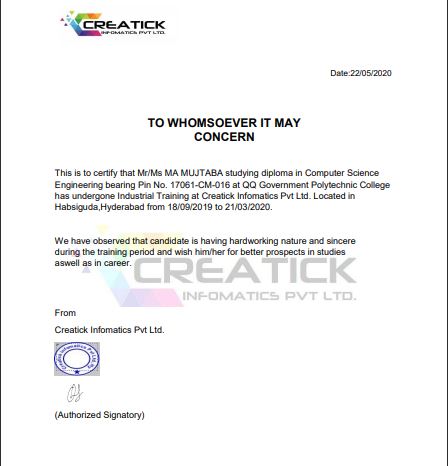 CREATICK
INFOMATICS PVT LTD.
Date:22/05/2020
TO WHOMSOEVER IT MAY
CONCERN
This is to certify that Mr/Ms MA MUJTABA studying diploma in Computer Science
Engineering bearing Pin No. 17061-CM-016 at QQ Government Polytechnic College
has undergone Industrial Training at Creatick Infomatics Pvt Ltd. Located in
Habsiguda,Hyderabad from 18/09/2019 to 21/03/2020.
We have observed that candidate is having hardworking nature and sincere
during the training period and wish him/her for better prospects in studies
aswell as in career.
CREATICK
INFOMATICS PVT LTD.
From
Creatick Infomatics Pvt Ltd.
Creatick Infomatics Pvt Ltd
(Authorized Signatory)